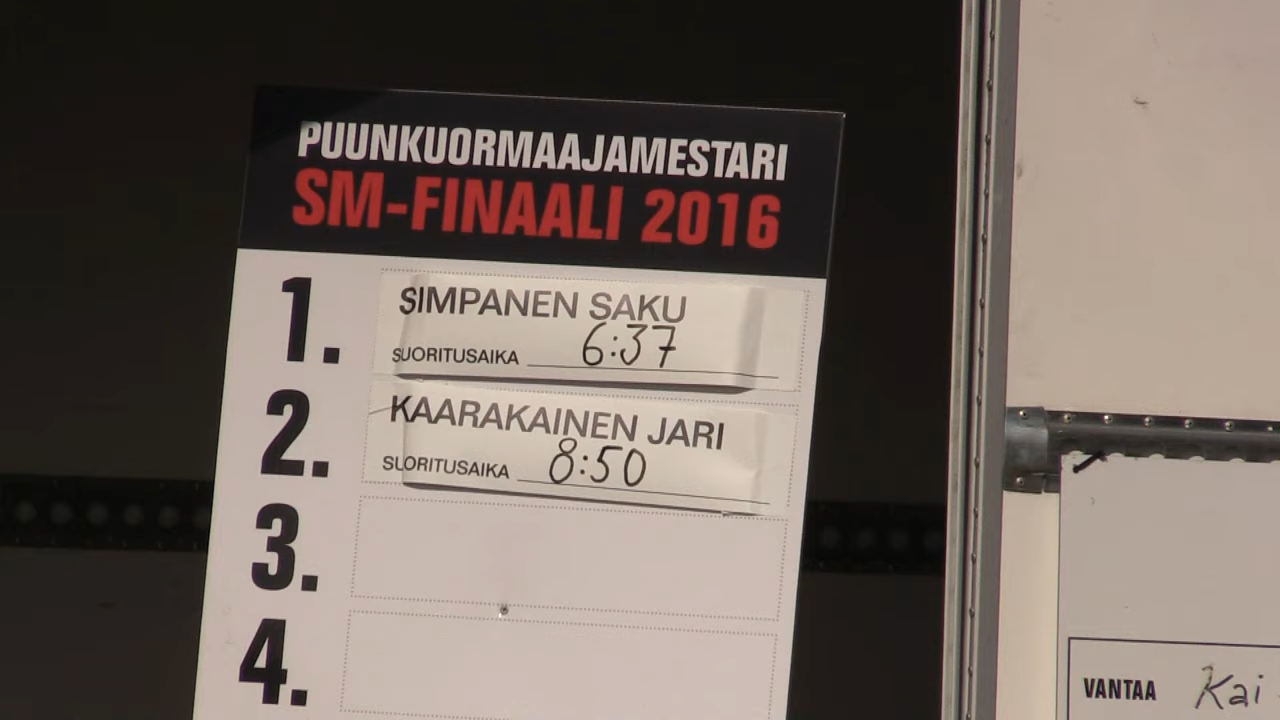 PUUNKUORMAAJAMESTARI
SM-FINAALI 2016
1. SIMPANEN SAKU
SUORITUSAIKA 6:37
2. KAARAKAINEN JARI
SUORITUSAIKA 8:50
3.
4.
VANTAA Kai